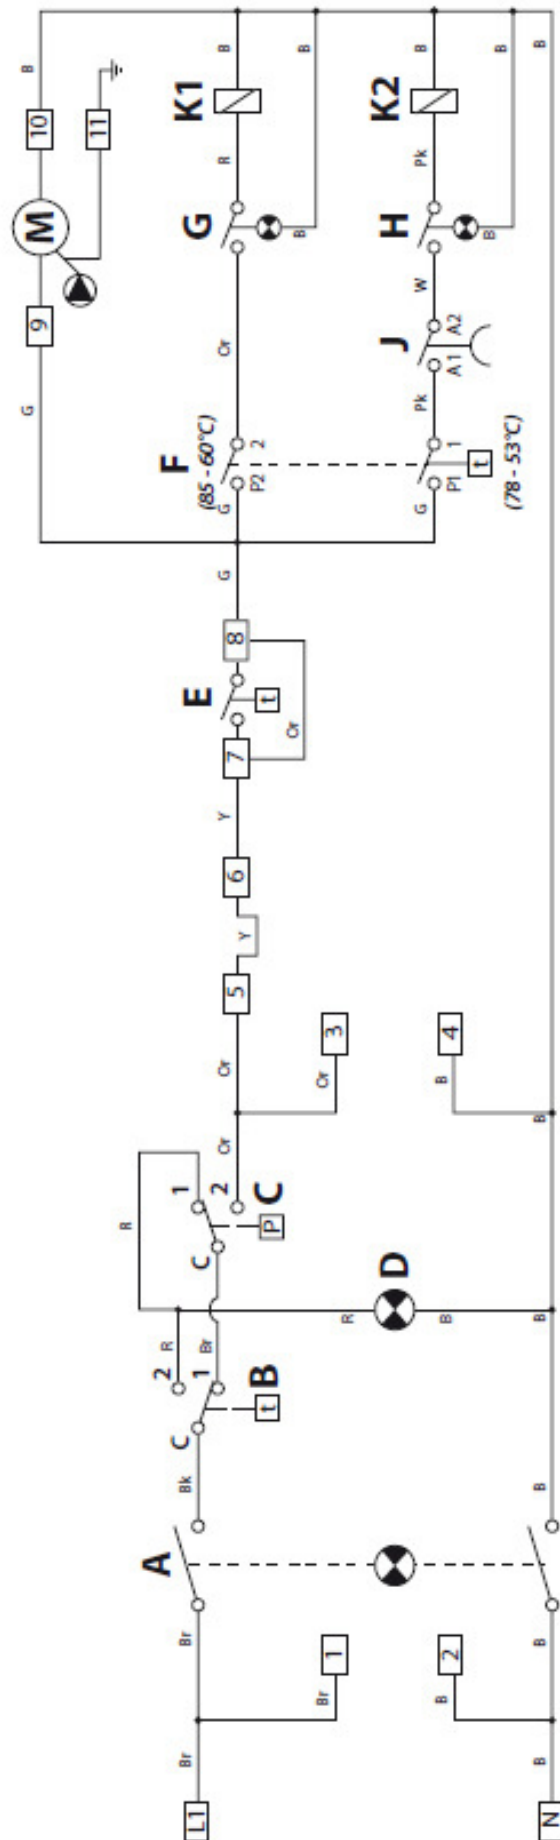 G 9 M 10 B
11
R
A 2 R 1 F (85 - 60°C) G K1
L1 Br Br Bk C 1 Br C 2 Or Or 5 Y 6 Y 7 E 8 G G P2 2 Or R B
t B P C t Or
B B
1 Br Or 3
R D K2
B
J H
2 B B 4 G P1 1 Pk A1 A2 W Pk B
t B B
(78 - 53°C)
N B B B B B B